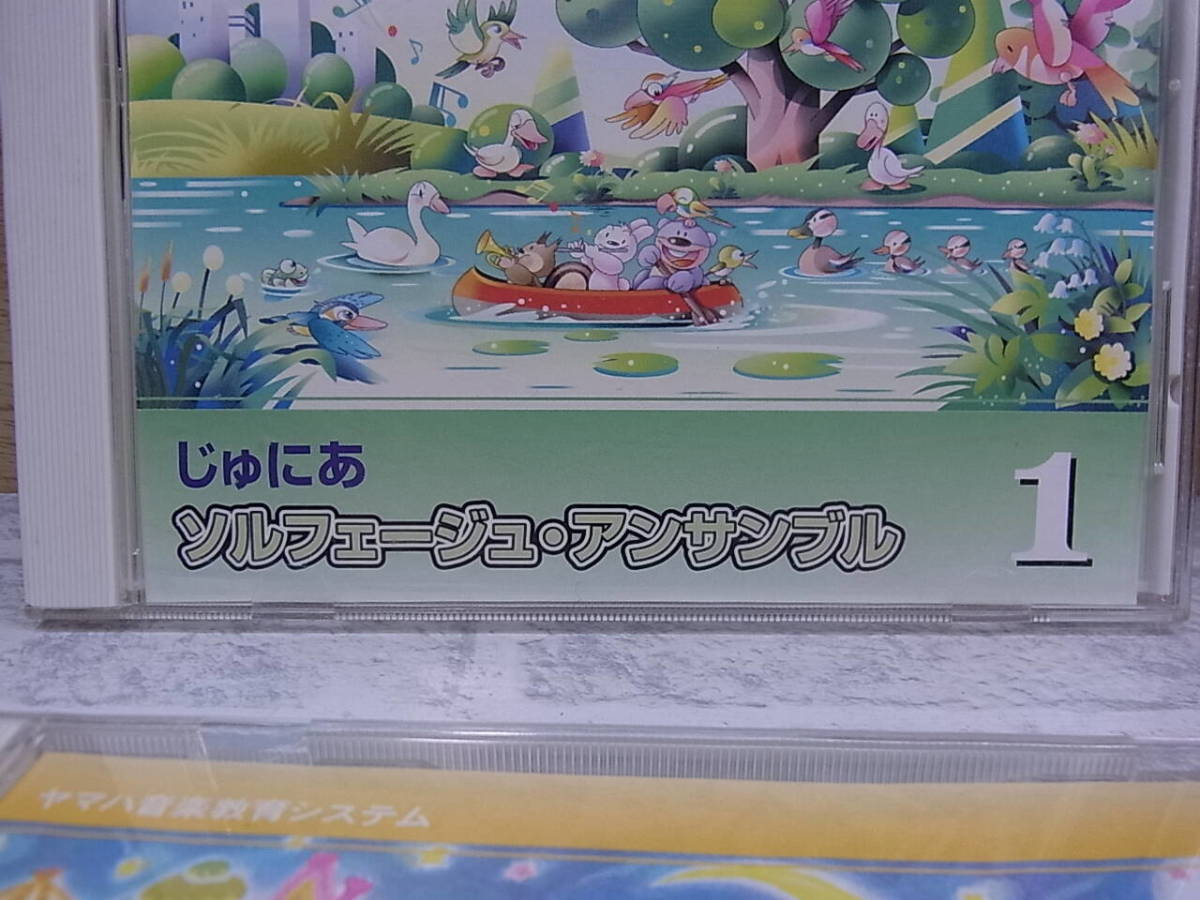 じゅにあ
ソルフェージュ・アンサンブル
1
ヤマハ音楽教育システム